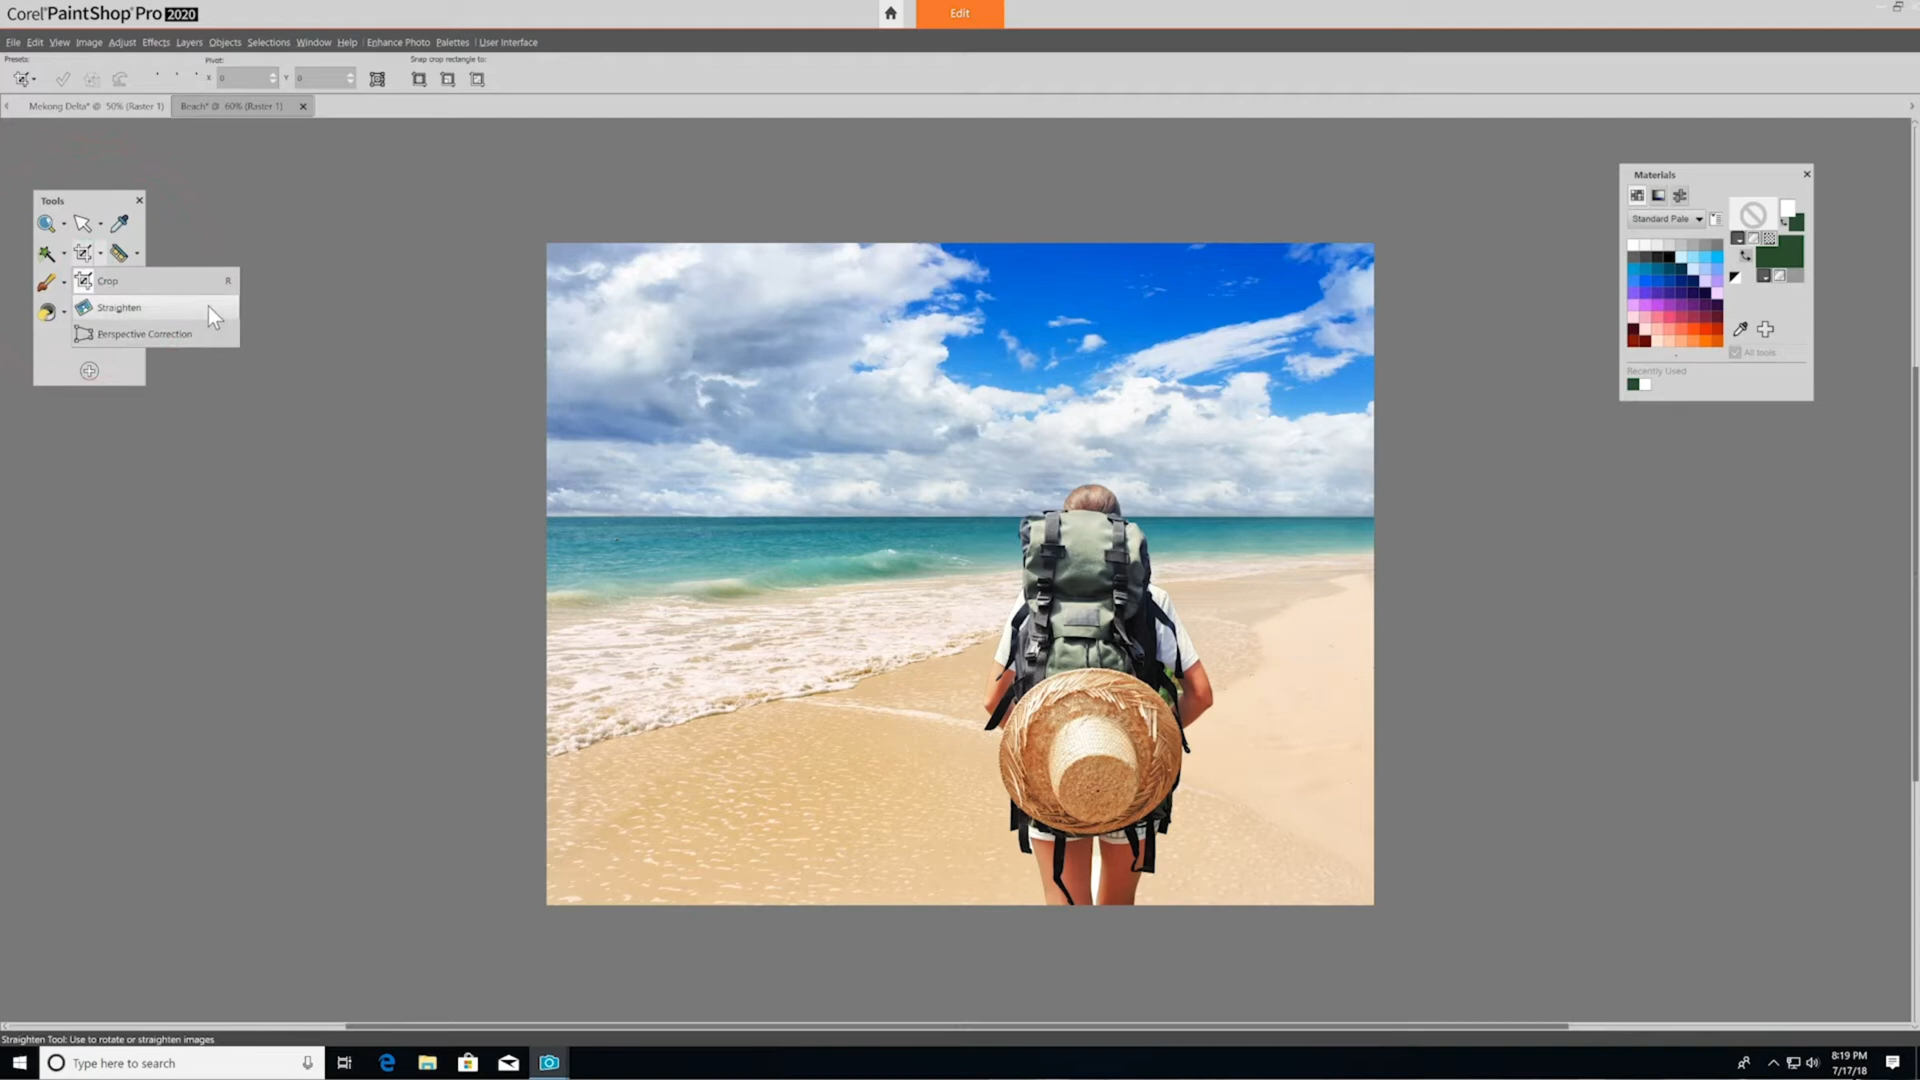 Corel®PaintShop®Pro 2020
Edit
File Edit View Image Adjust Effects Layers Objects Selections Window Help Enhance Photo Palettes User Interface
Presets: Pivot: Snap crop rectangle to:
X 0 Y 0
Mekong Delta* @ 50% (Raster 1) Beach* @ 60% (Raster 1)
Tools
Crop R
Straighten
Perspective Correction
Materials
Standard Pale
All tools
Recently Used
Straighten Tool: Use to rotate or straighten images
Type here to search
8:19 PM
7/17/18